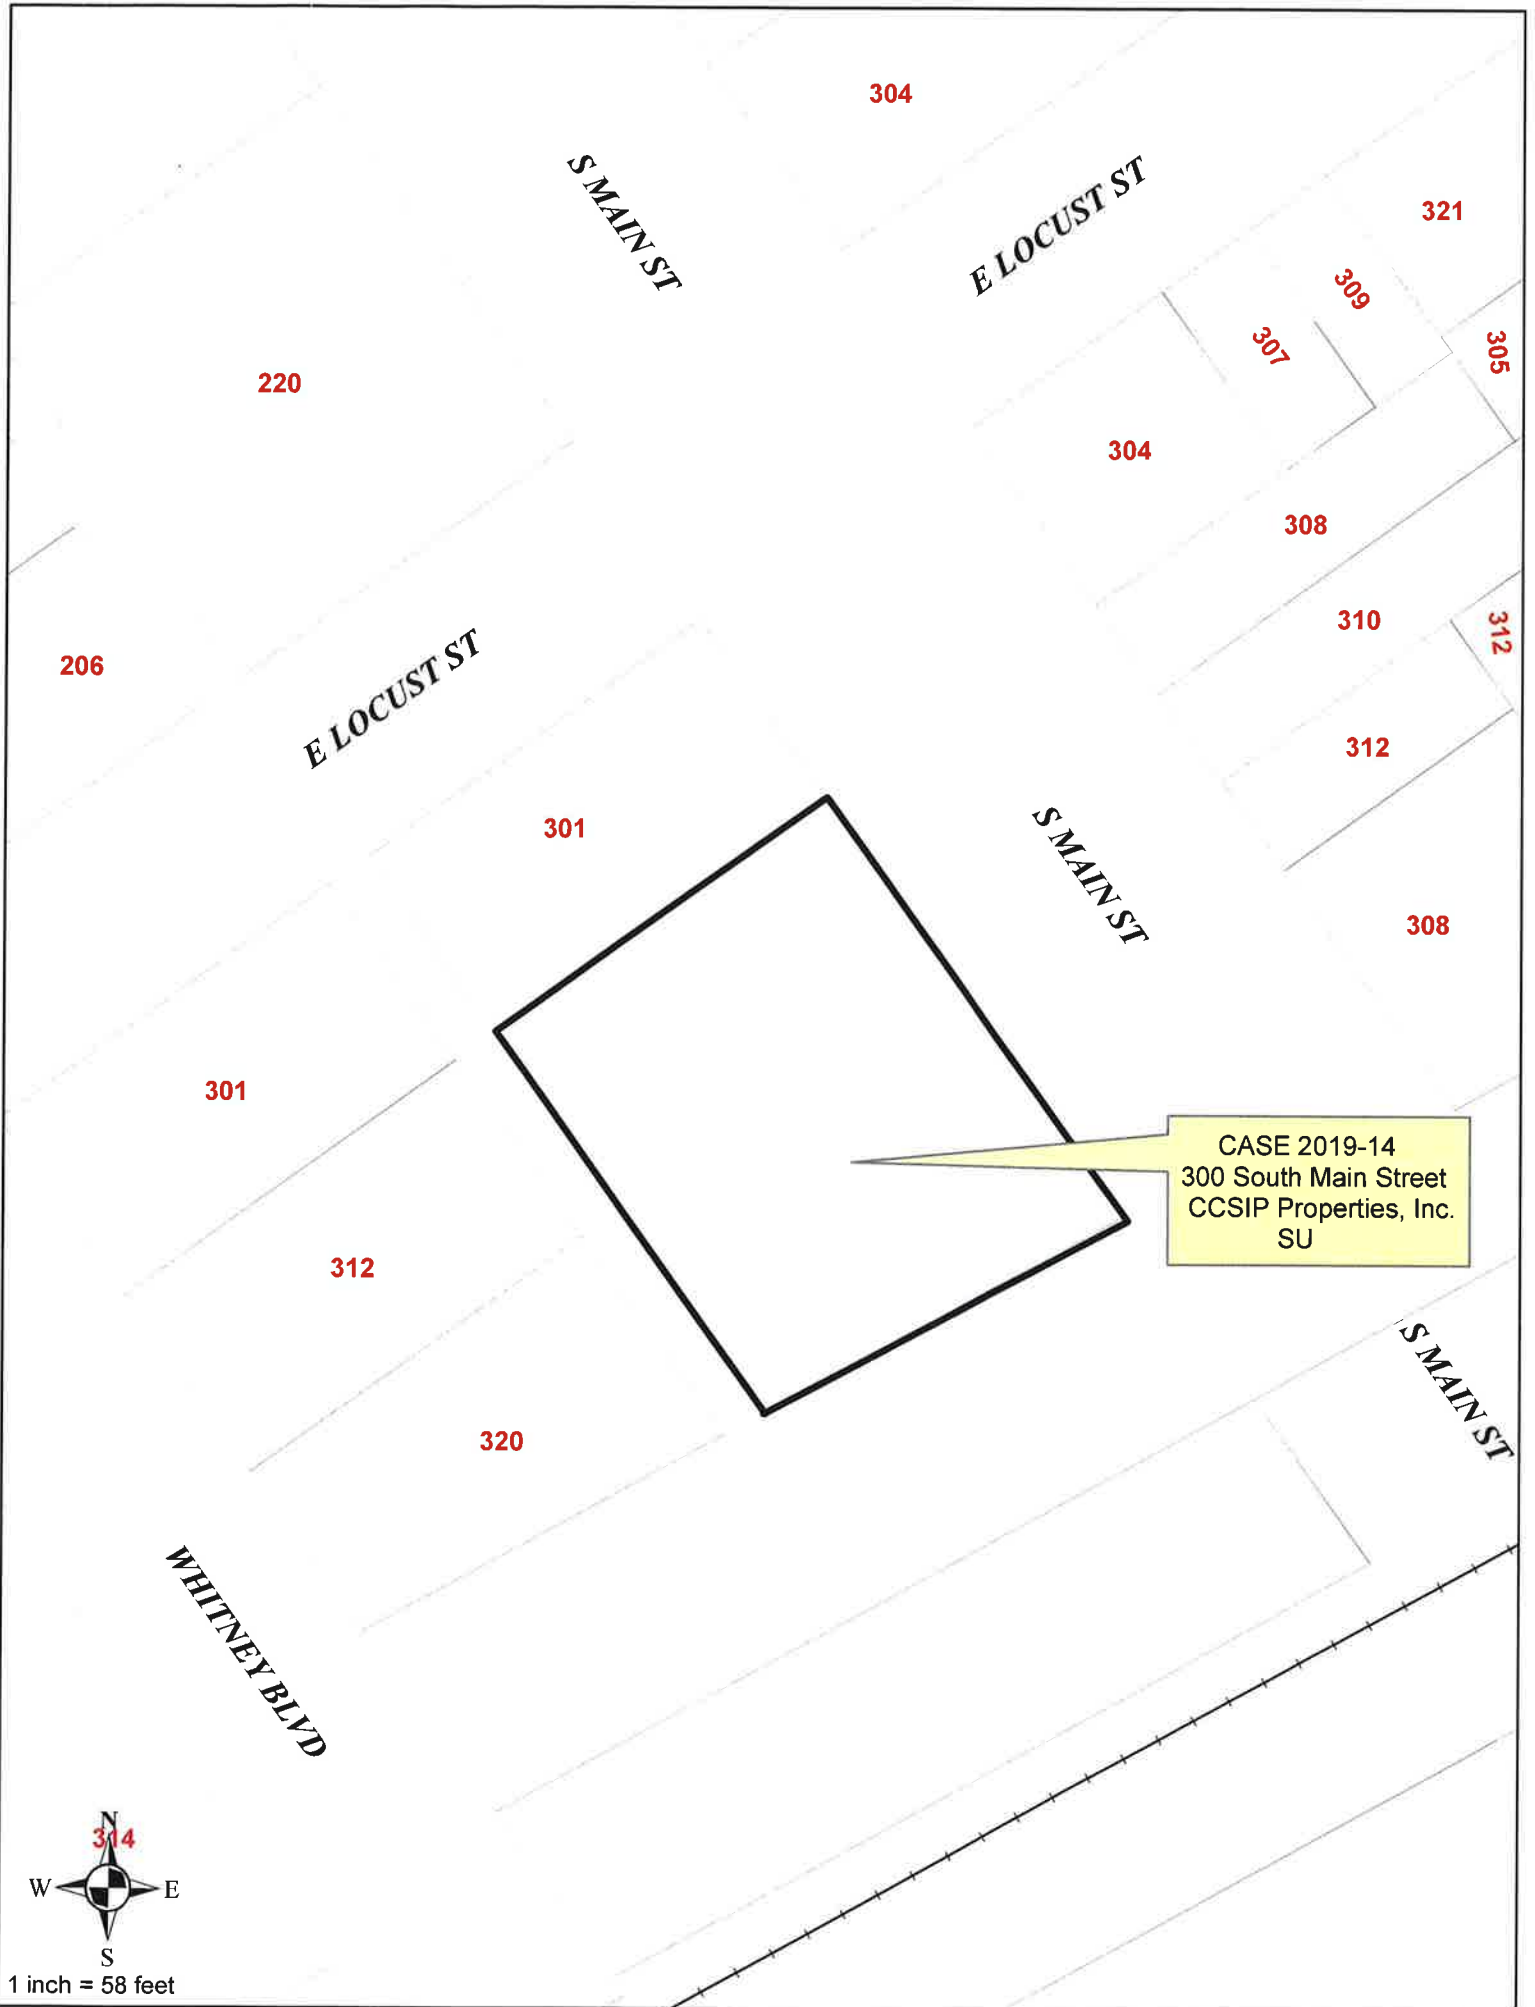 304
S MAIN ST
E LOCUST ST
321
309
307
305
220
304
308
310
312
206
E LOCUST ST
312
301
S MAIN ST
308
301
CASE 2019-14
300 South Main Street
CCSIP Properties, Inc.
SU
312
S MAIN ST
320
WHITNEY BLVD
N
314
W E
S
1 inch = 58 feet